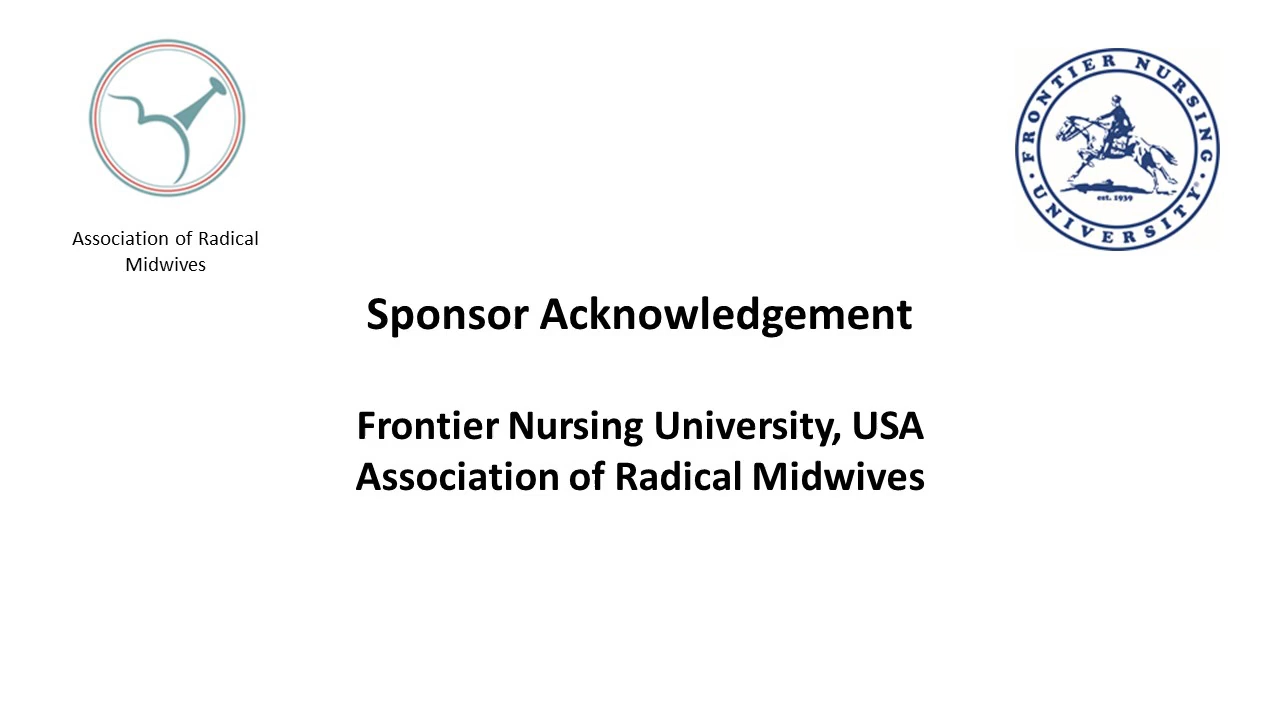 FRONTIER NURSING
· UNIVERSITY ·
®
est. 1939
Association of Radical
Midwives
Sponsor Acknowledgement
Frontier Nursing University, USA
Association of Radical Midwives